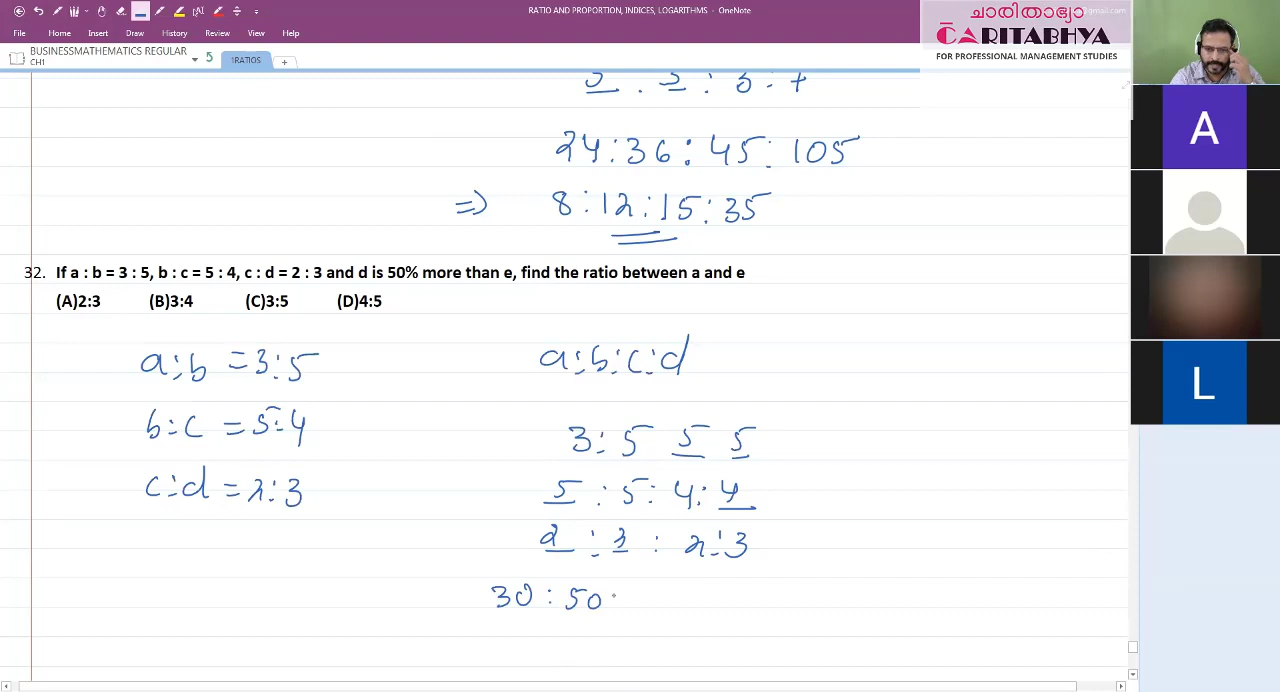 RATIO AND PROPORTION, INDICES, LOGARITHMS - OneNote
File Home Insert Draw History Review View Help
BUSINESSMATHEMATICS REGULAR
CH1
5
1RATIOS
ചാരിതാഭ്യാ
@gmail.com
CARITABHYA
FOR PROFESSIONAL MANAGEMENT STUDIES
A
L
24 : 36 : 45 : 105
=> 8 : 12 : 15 : 35
32. If a : b = 3 : 5, b : c = 5 : 4, c : d = 2 : 3 and d is 50% more than e, find the ratio between a and e
(A)2:3 (B)3:4 (C)3:5 (D)4:5
a : b = 3 : 5
b : c = 5 : 4
c : d = 2 : 3
a : b : c : d
3 : 5 5 5
5 : 5 : 4 : 4
2 : 2 : 2 : 3
30 : 50